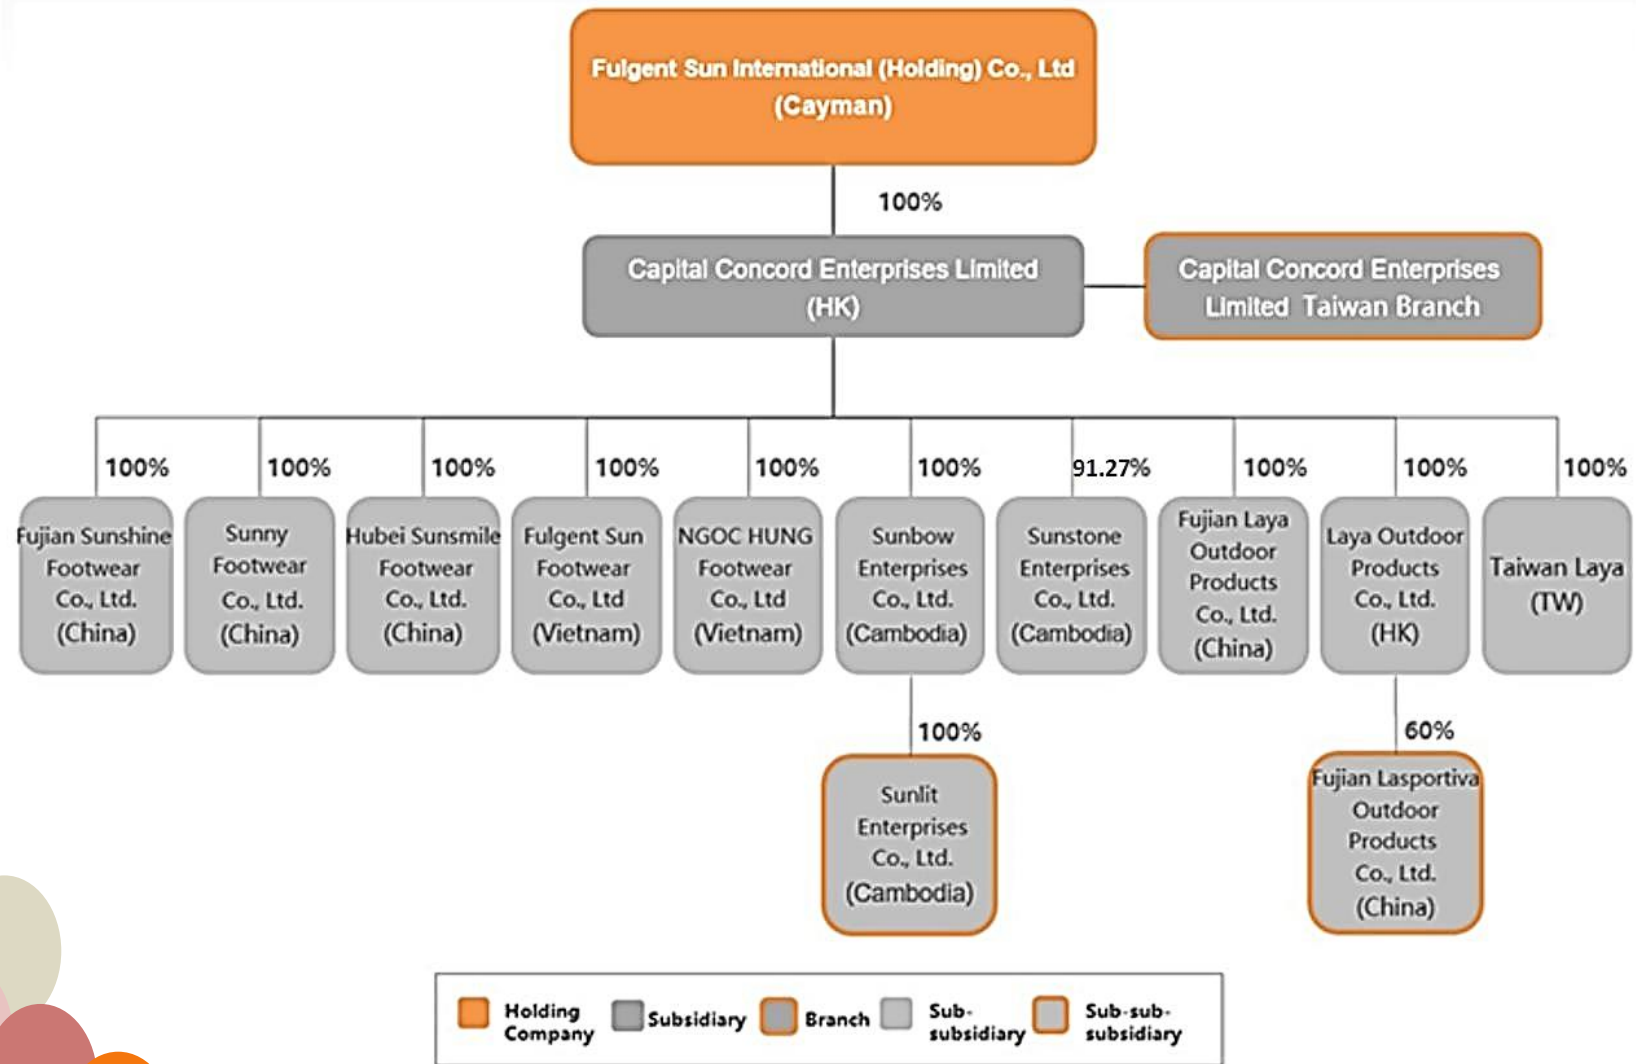 Fulgent Sun International (Holding) Co., Ltd
(Cayman)
100%
Capital Concord Enterprises Limited
(HK)
Capital Concord Enterprises
Limited Taiwan Branch
100%
100%
100%
100%
100%
100%
91.27%
100%
100%
100%
Fujian Sunshine
Footwear
Co., Ltd.
(China)
Sunny
Footwear
Co., Ltd.
(China)
Hubei Sunsmile
Footwear
Co., Ltd.
(China)
Fulgent Sun
Footwear
Co., Ltd
(Vietnam)
NGOC HUNG
Footwear
Co., Ltd
(Vietnam)
Sunbow
Enterprises
Co., Ltd.
(Cambodia)
Sunstone
Enterprises
Co., Ltd.
(Cambodia)
Fujian Laya
Outdoor
Products
Co., Ltd.
(China)
Laya Outdoor
Products
Co., Ltd.
(HK)
Taiwan Laya
(TW)
100%
60%
Sunlit
Enterprises
Co., Ltd.
(Cambodia)
Fujian Lasportiva
Outdoor
Products
Co., Ltd.
(China)
Holding
Company
Subsidiary
Branch
Sub-
subsidiary
Sub-sub-
subsidiary